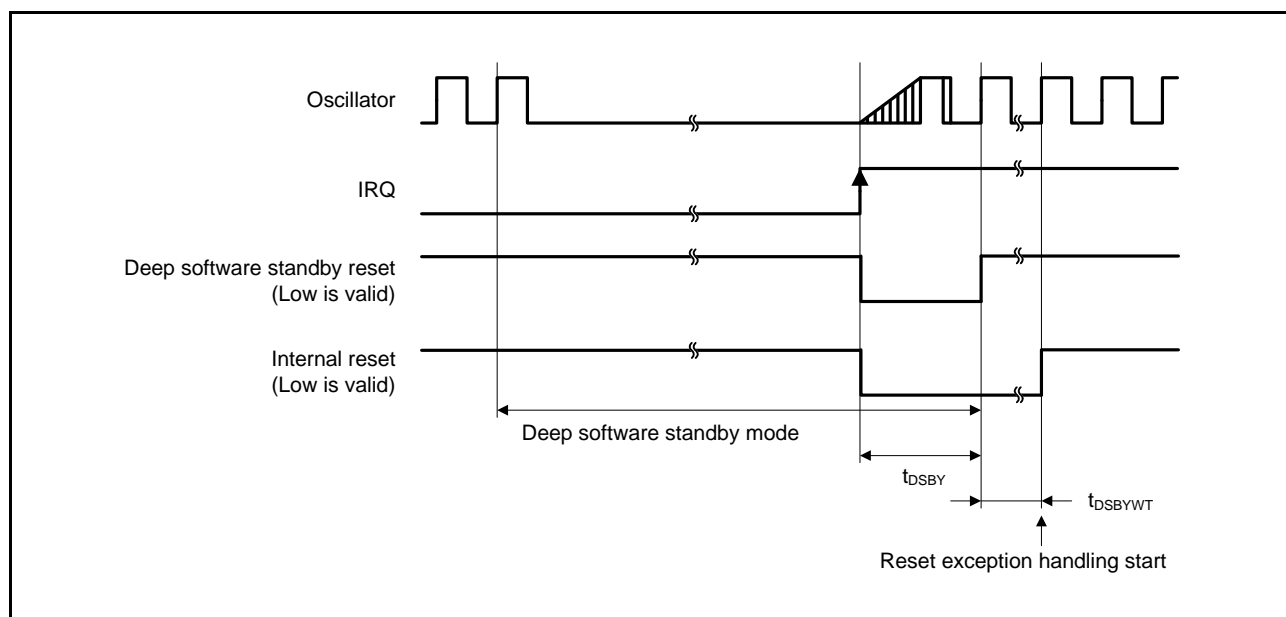 Oscillator
IRQ
Deep software standby reset
(Low is valid)
Internal reset
(Low is valid)
Deep software standby mode
tDSBY
tDSBYWT
Reset exception handling start